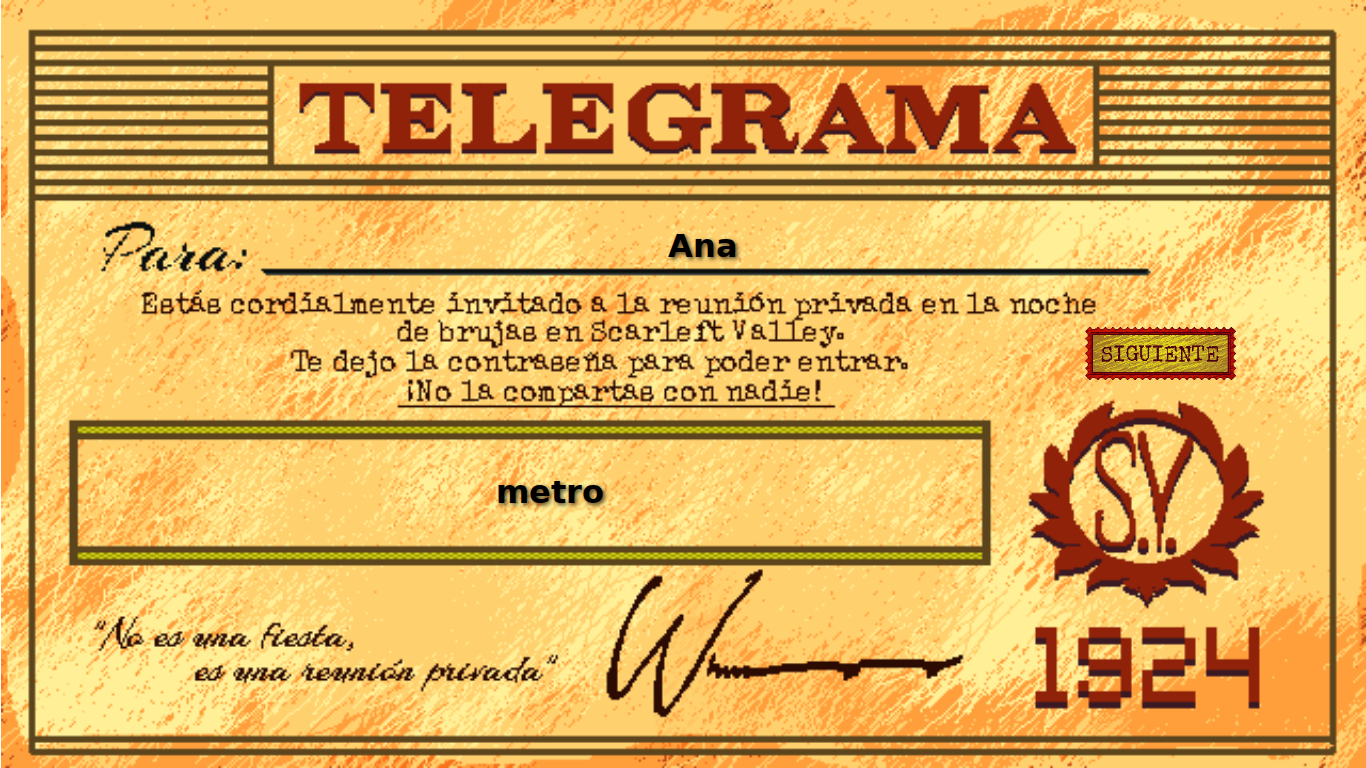 TELEGRAMA
Para: Ana
Estás cordialmente invitado a la reunión privada en la noche
de brujas en Scarleft Valley.
Te dejo la contraseña para poder entrar.
¡No la compartas con nadie!
SIGUIENTE
metro
S.V.
"No es una fiesta,
es una reunión privada"
1924